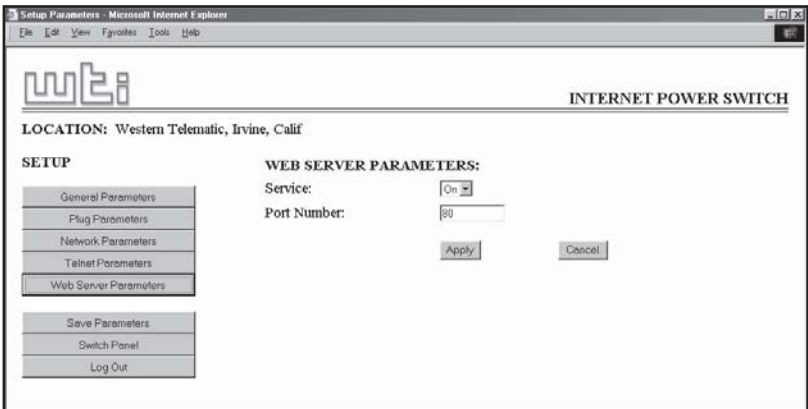 Setup Parameters - Microsoft Internet Explorer
File Edit View Favorites Tools Help
wti
INTERNET POWER SWITCH
LOCATION: Western Telematic, Irvine, Calif
SETUP
WEB SERVER PARAMETERS:
Service: On
Port Number: 80
Apply Cancel
General Parameters
Plug Parameters
Network Parameters
Telnet Parameters
Web Server Parameters
Save Parameters
Switch Panel
Log Out